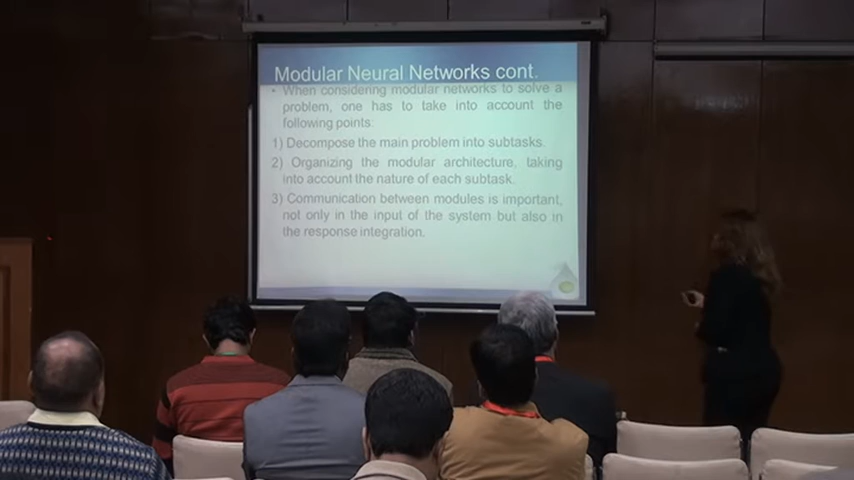 Modular Neural Networks cont.
• When considering modular networks to solve a
problem, one has to take into account the
following points:
1) Decompose the main problem into subtasks.
2) Organizing the modular architecture, taking
into account the nature of each subtask.
3) Communication between modules is important,
not only in the input of the system but also in
the response integration.